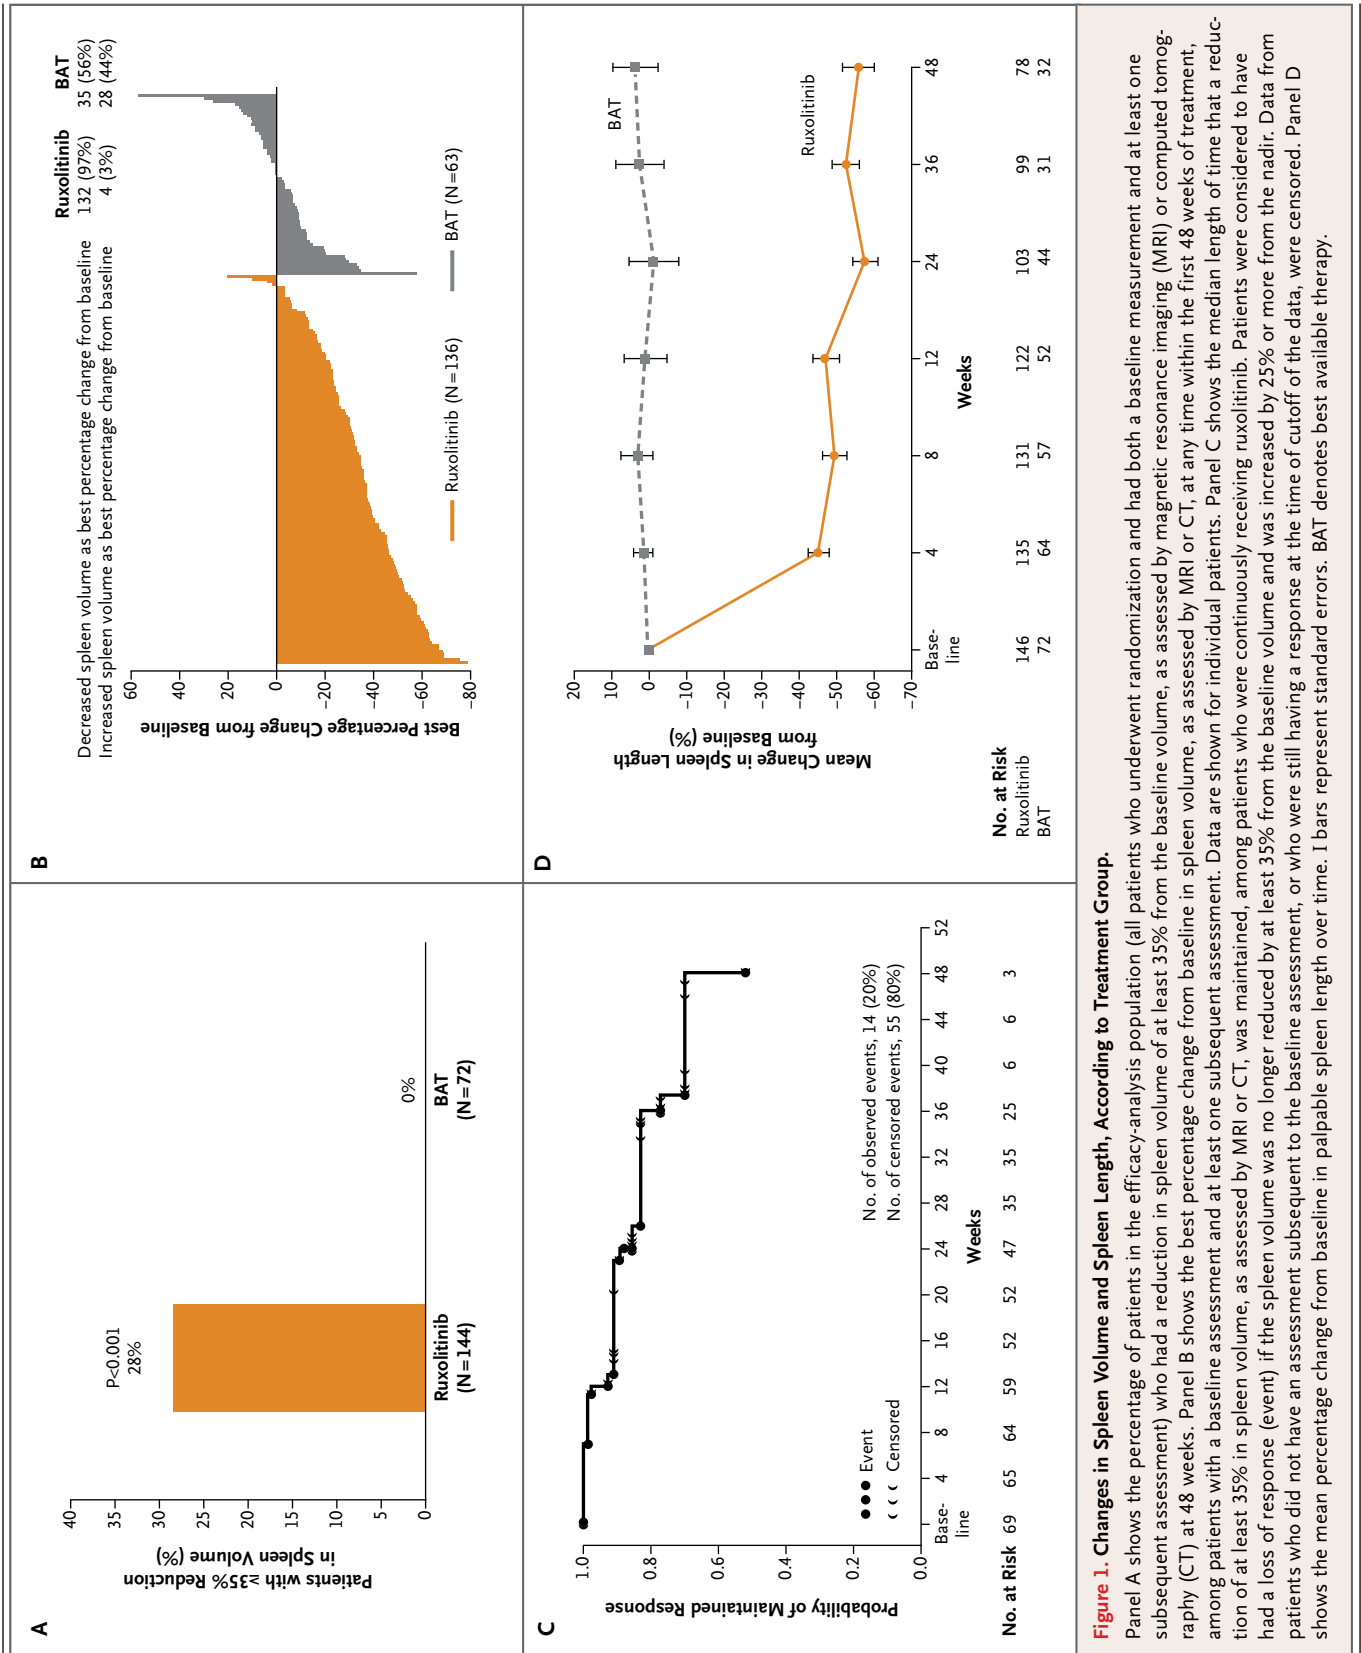 A
Patients with ≥35% Reduction
in Spleen Volume (%)
40
35
30
25
20
15
10
5
0
P<0.001
28%
0%
Ruxolitinib
(N=144)
BAT
(N=72)
B
Ruxolitinib BAT
Decreased spleen volume as best percentage change from baseline 132 (97%) 35 (56%)
Increased spleen volume as best percentage change from baseline 4 (3%) 28 (44%)
Best Percentage Change from Baseline
60
40
20
0
−20
−40
−60
−80
Ruxolitinib (N=136)
BAT (N=63)
C
Probability of Maintained Response
1.0
0.8
0.6
0.4
0.2
0.0
Event
Censored
No. of observed events, 14 (20%)
No. of censored events, 55 (80%)
Base-
line
4 8 12 16 20 24 28 32 36 40 44 48 52
Weeks
No. at Risk 69 65 64 59 52 52 47 35 35 25 6 6 3
D
Mean Change in Spleen Length
from Baseline (%)
20
10
0
−10
−20
−30
−40
−50
−60
−70
BAT
Ruxolitinib
Base-
line
4 8 12 24 36 48
Weeks
No. at Risk
Ruxolitinib 146 135 131 122 103 99 78
BAT 72 64 57 52 44 31 32
Figure 1. Changes in Spleen Volume and Spleen Length, According to Treatment Group.
Panel A shows the percentage of patients in the efficacy-analysis population (all patients who underwent randomization and had both a baseline measurement and at least one
subsequent assessment) who had a reduction in spleen volume of at least 35% from the baseline volume, as assessed by magnetic resonance imaging (MRI) or computed tomog-
raphy (CT) at 48 weeks. Panel B shows the best percentage change from baseline in spleen volume, as assessed by MRI or CT, at any time within the first 48 weeks of treatment,
among patients with a baseline assessment and at least one subsequent assessment. Data are shown for individual patients. Panel C shows the median length of time that a reduc-
tion of at least 35% in spleen volume, as assessed by MRI or CT, was maintained, among patients who were continuously receiving ruxolitinib. Patients were considered to have
had a loss of response (event) if the spleen volume was no longer reduced by at least 35% from the baseline volume and was increased by 25% or more from the nadir. Data from
patients who did not have an assessment subsequent to the baseline assessment, or who were still having a response at the time of cutoff of the data, were censored. Panel D
shows the mean percentage change from baseline in palpable spleen length over time. I bars represent standard errors. BAT denotes best available therapy.